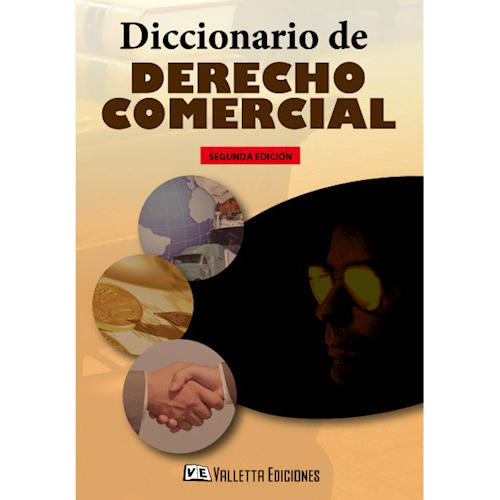 Diccionario de
DERECHO
COMERCIAL
SEGUNDA EDICIÓN
VE VALLETTA EDICIONES